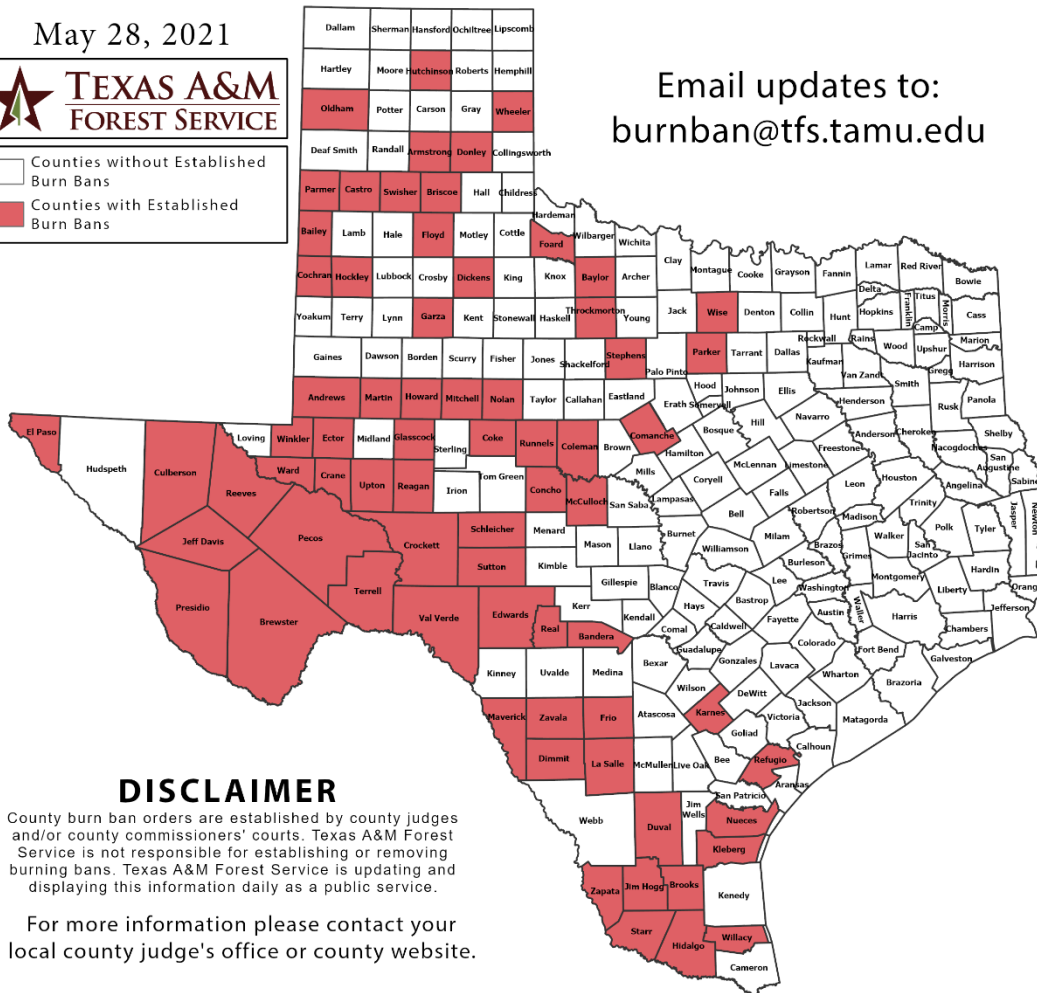 May 28, 2021
TEXAS A&M
FOREST SERVICE
Counties without Established
Burn Bans
Counties with Established
Burn Bans
Email updates to:
burnban@tfs.tamu.edu
Dallam Sherman Hansford Ochiltree Lipscomb
Hartley Moore Hutchinson Roberts Hemphill
Oldham Potter Carson Gray Wheeler
Deaf Smith Randall Armstrong Donley Collingsworth
Parmer Castro Swisher Briscoe Hall Childress
Hardeman
Bailey Lamb Hale Floyd Motley Cottle Foard Wilbarger Wichita
Cochran Hockley Lubbock Crosby Dickens King Knox Baylor Archer Clay Montague Cooke Grayson Fannin Lamar Red River Bowie
Yoakum Terry Lynn Garza Kent Stonewall Haskell Throckmorton Young Jack Wise Denton Collin Hunt Delta Hopkins Franklin Titus Morris Cass
Camp
Gaines Dawson Borden Scurry Fisher Jones Shackelford Stephens Palo Pinto Parker Tarrant Dallas Rockwall Kaufman Rains Wood Upshur Marion
Van Zandt Gregg Harrison
Andrews Martin Howard Mitchell Nolan Taylor Callahan Eastland Erath Hood Somervell Johnson Ellis Henderson Smith Rusk Panola
El Paso Hudspeth Culberson Reeves Loving Winkler Ector Midland Glasscock Sterling Coke Runnels Coleman Brown Comanche Hamilton Bosque Hill Navarro Freestone Anderson Cherokee Nacogdoches Shelby
San Augustine Sabine
Ward Crane Upton Reagan Irion Tom Green Concho McCulloch San Saba Mills Lampasas Coryell McLennan Limestone Falls Leon Houston Angelina
Jeff Davis Pecos Crockett Schleicher Menard Mason Llano Burnet Bell Milam Robertson Madison Trinity Polk Tyler Jasper Newton
Presidio Brewster Terrell Val Verde Sutton Kimble Gillespie Blanco Williamson Travis Lee Burleson Brazos Grimes Walker San Jacinto Hardin
Edwards Real Kerr Bandera Kendall Comal Hays Caldwell Bastrop Fayette Washington Austin Waller Montgomery Harris Liberty Jefferson Chambers
Kinney Uvalde Medina Bexar Guadalupe Gonzales Lavaca Colorado Fort Bend Galveston
Maverick Zavala Frio Atascosa Wilson Karnes DeWitt Victoria Jackson Wharton Matagorda Brazoria
Dimmit La Salle McMullen Live Oak Bee Goliad Refugio Calhoun Aransas
Webb Duval Jim Wells San Patricio Nueces Kleberg
Zapata Jim Hogg Brooks Kenedy
Starr Hidalgo Willacy
Cameron
DISCLAIMER
County burn ban orders are established by county judges
and/or county commissioners' courts. Texas A&M Forest
Service is not responsible for establishing or removing
burning bans. Texas A&M Forest Service is updating and
displaying this information daily as a public service.
For more information please contact your
local county judge's office or county website.